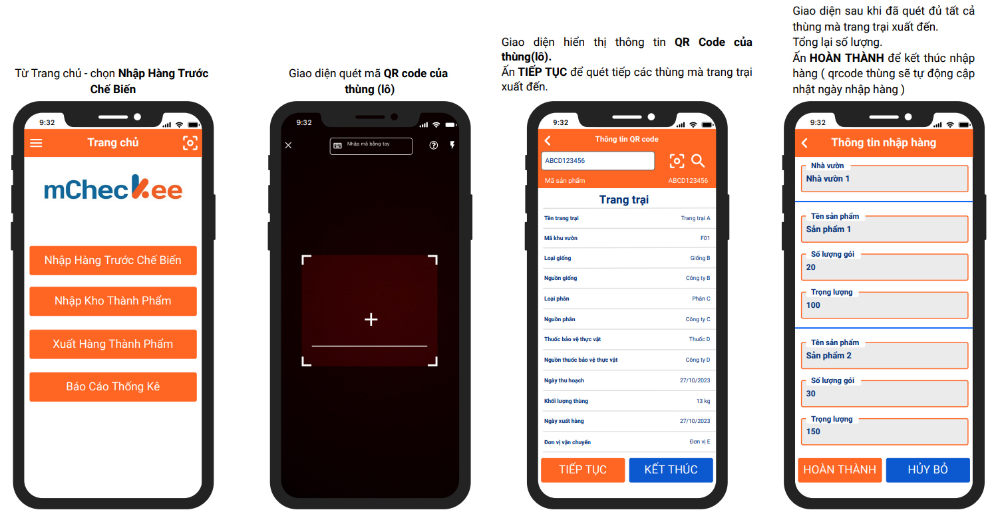 Từ Trang chủ - chọn Nhập Hàng Trước
Chế Biến
9:32
Trang chủ
mCheckee
Nhập Hàng Trước Chế Biến
Nhập Kho Thành Phẩm
Xuất Hàng Thành Phẩm
Báo Cáo Thống Kê
Giao diện quét mã QR code của
thùng (lô)
9:32
Nhập mã bằng tay
Giao diện hiển thị thông tin QR Code của
thùng(lô).
Ấn TIẾP TỤC để quét tiếp các thùng mà trang trại
xuất đến.
9:32
Thông tin QR code
ABCD123456
Mã sản phẩm ABCD123456
Trang trại
Tên trang trại Trang trại A
Mã khu vườn F01
Loại giống Giống B
Nguồn giống Công ty B
Loại phân Phân C
Nguồn phân Công ty C
Thuốc bảo vệ thực vật Thuốc D
Nguồn thuốc bảo vệ thực vật Công ty D
Ngày thu hoạch 27/10/2023
Khối lượng thùng 13 kg
Ngày xuất hàng 27/10/2023
Đơn vị vận chuyển Đơn vị E
TIẾP TỤC KẾT THÚC
Giao diện sau khi đã quét đủ tất cả
thùng mà trang trại xuất đến.
Tổng lại số lượng.
Ấn HOÀN THÀNH để kết thúc nhập
hàng ( qrcode thùng sẽ tự động cập
nhật ngày nhập hàng )
9:32
Thông tin nhập hàng
Nhà vườn
Nhà vườn 1
Tên sản phẩm
Sản phẩm 1
Số lượng gói
20
Trọng lượng
100
Tên sản phẩm
Sản phẩm 2
Số lượng gói
30
Trọng lượng
150
HOÀN THÀNH HỦY BỎ